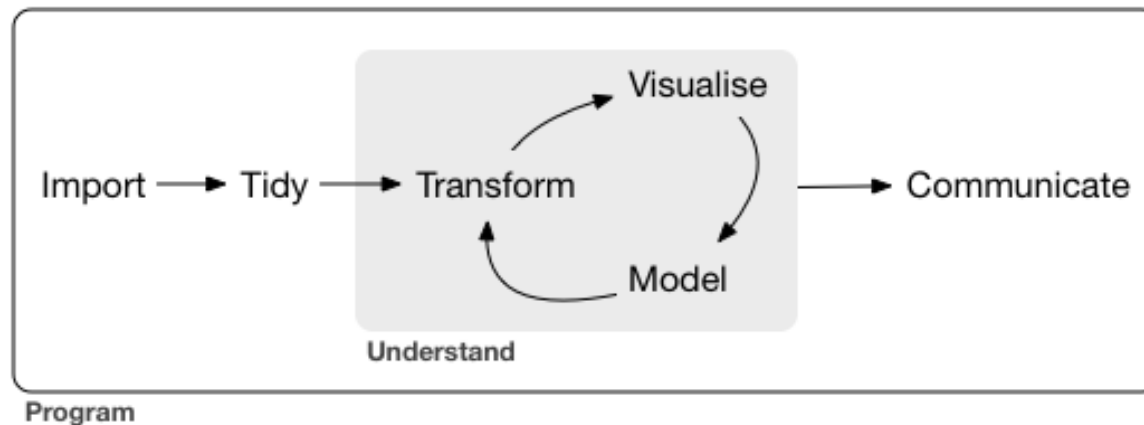 Visualise
Import
Tidy
Transform
Communicate
Model
Understand
Program